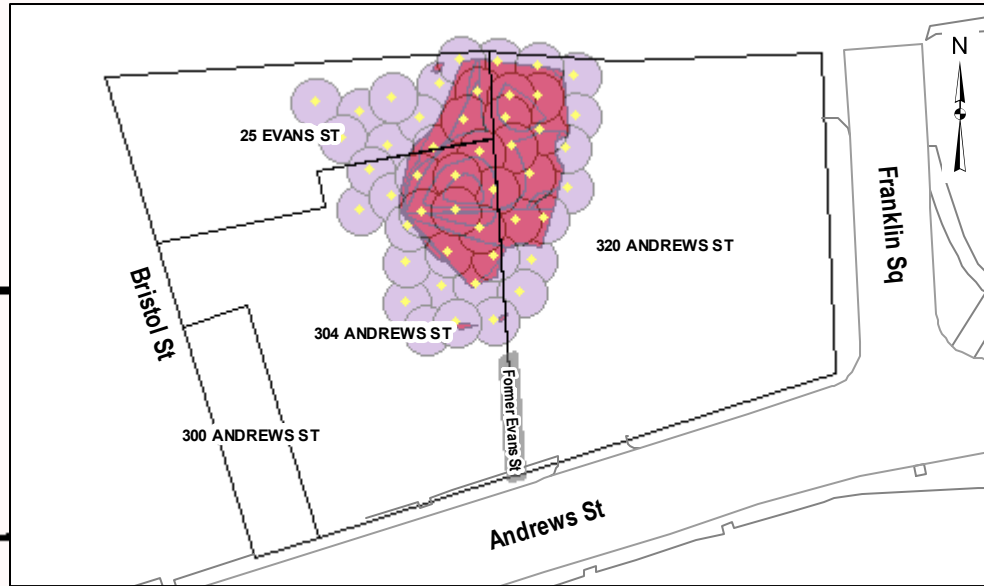 N
25 EVANS ST
320 ANDREWS ST
Franklin Sq
Bristol St
304 ANDREWS ST
Former Evans St
300 ANDREWS ST
Andrews St